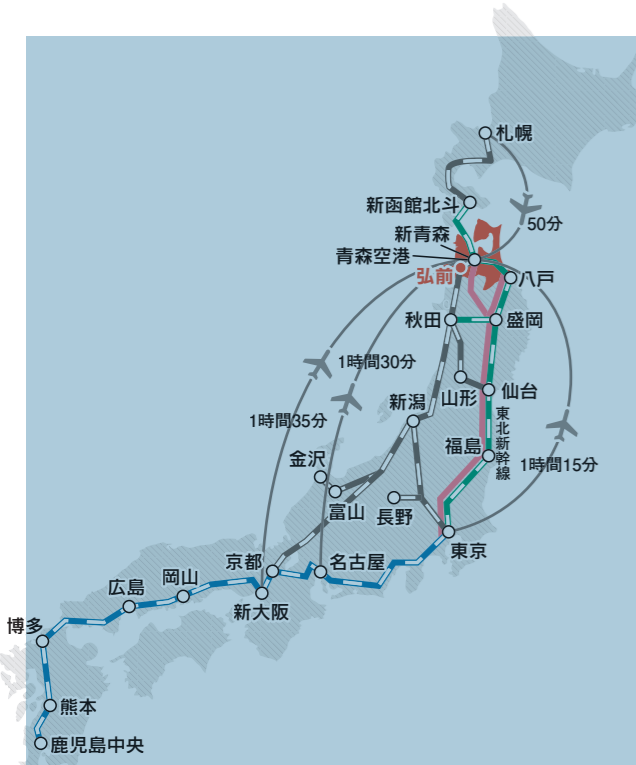 札幌
新函館北斗
50分
新青森
青森空港
弘前
八戸
秋田
盛岡
1時間30分
山形
仙台
新潟
1時間35分
東北新幹線
福島
金沢
1時間15分
富山
長野
東京
京都
名古屋
岡山
広島
新大阪
博多
熊本
鹿児島中央